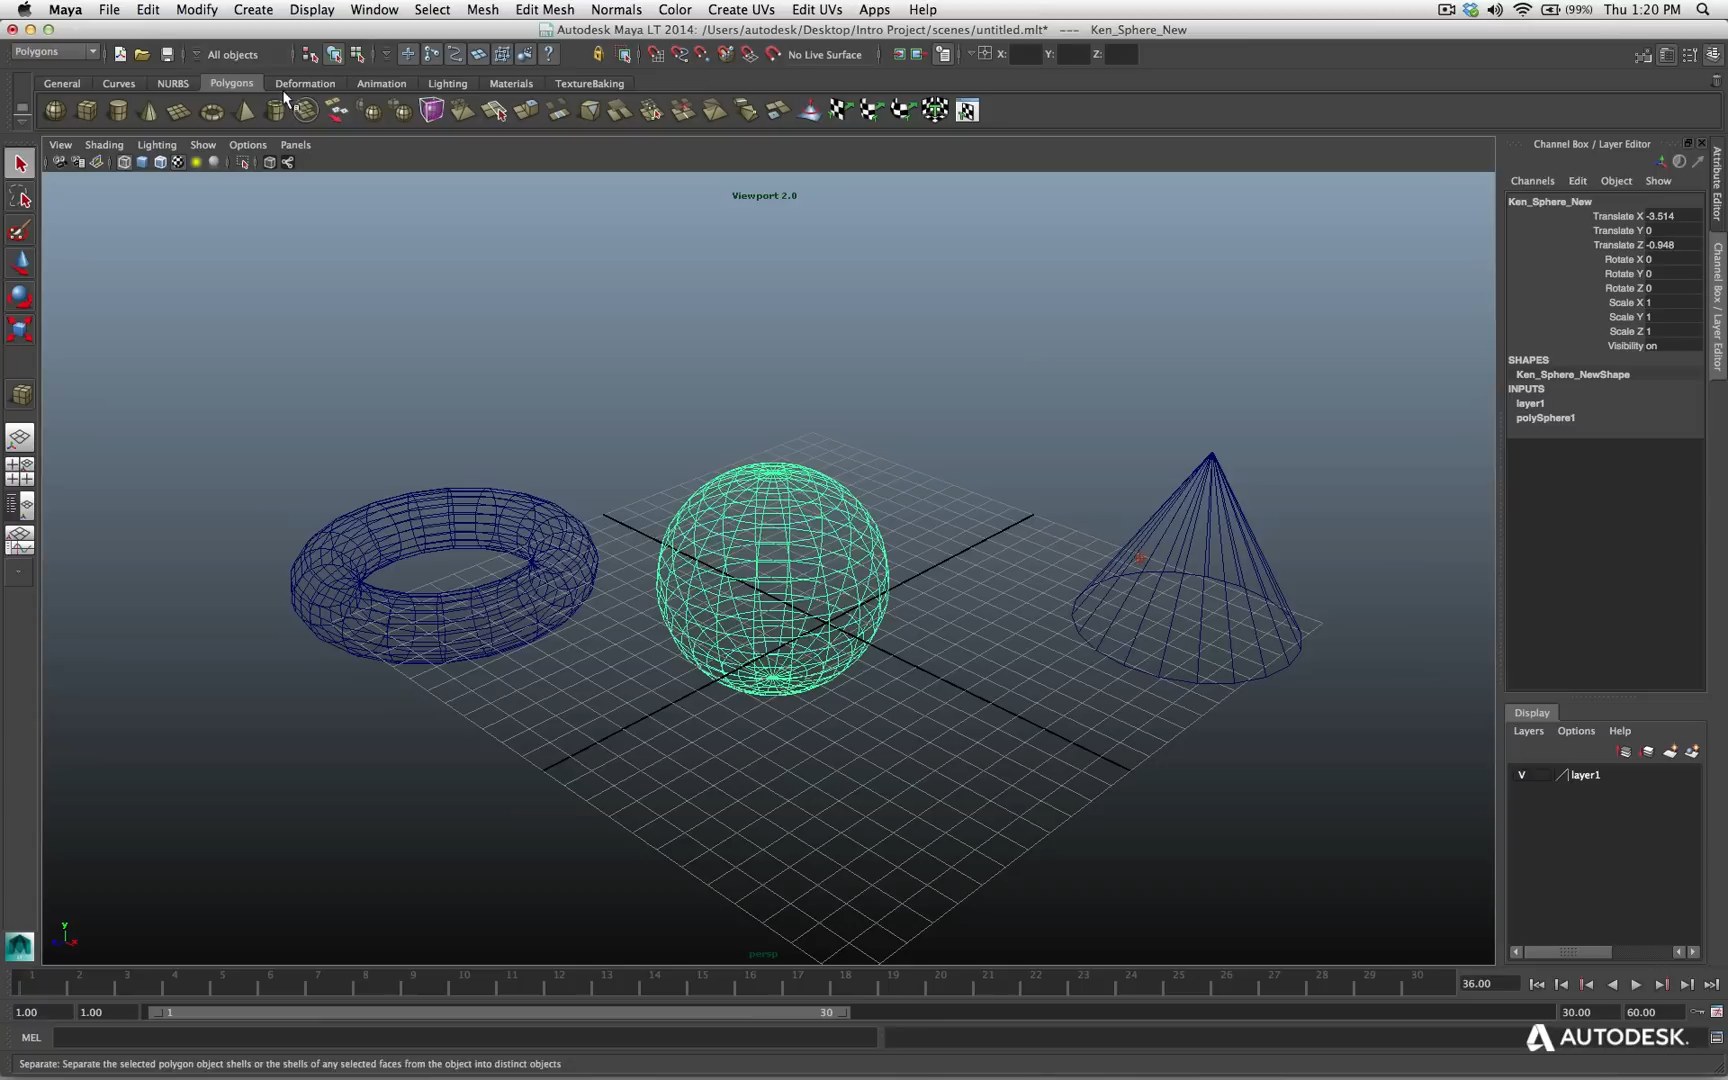 Maya File Edit Modify Create Display Window Select Mesh Edit Mesh Normals Color Create UVs Edit UVs Apps Help (99%) Thu 1:20 PM
Autodesk Maya LT 2014: /Users/autodesk/Desktop/Intro Project/scenes/untitled.mlt* --- Ken_Sphere_New
Polygons All objects No Live Surface X: Y: Z:
General Curves NURBS Polygons Deformation Animation Lighting Materials TextureBaking
View Shading Lighting Show Options Panels
Viewport 2.0
persp
y
x
Channel Box / Layer Editor
Channels Edit Object Show
Ken_Sphere_New
Translate X -3.514
Translate Y 0
Translate Z -0.948
Rotate X 0
Rotate Y 0
Rotate Z 0
Scale X 1
Scale Y 1
Scale Z 1
Visibility on
SHAPES
Ken_Sphere_NewShape
INPUTS
layer1
polySphere1
Attribute Editor
Channel Box / Layer Editor
Display
Layers Options Help
V layer1
1 2 3 4 5 6 7 8 9 10 11 12 13 14 15 16 17 18 19 20 21 22 23 24 25 26 27 28 29 30 36.00
1.00 1.00 1 30 30.00 60.00
MEL
AUTODESK.
Separate: Separate the selected polygon object shells or the shells of any selected faces from the object into distinct objects